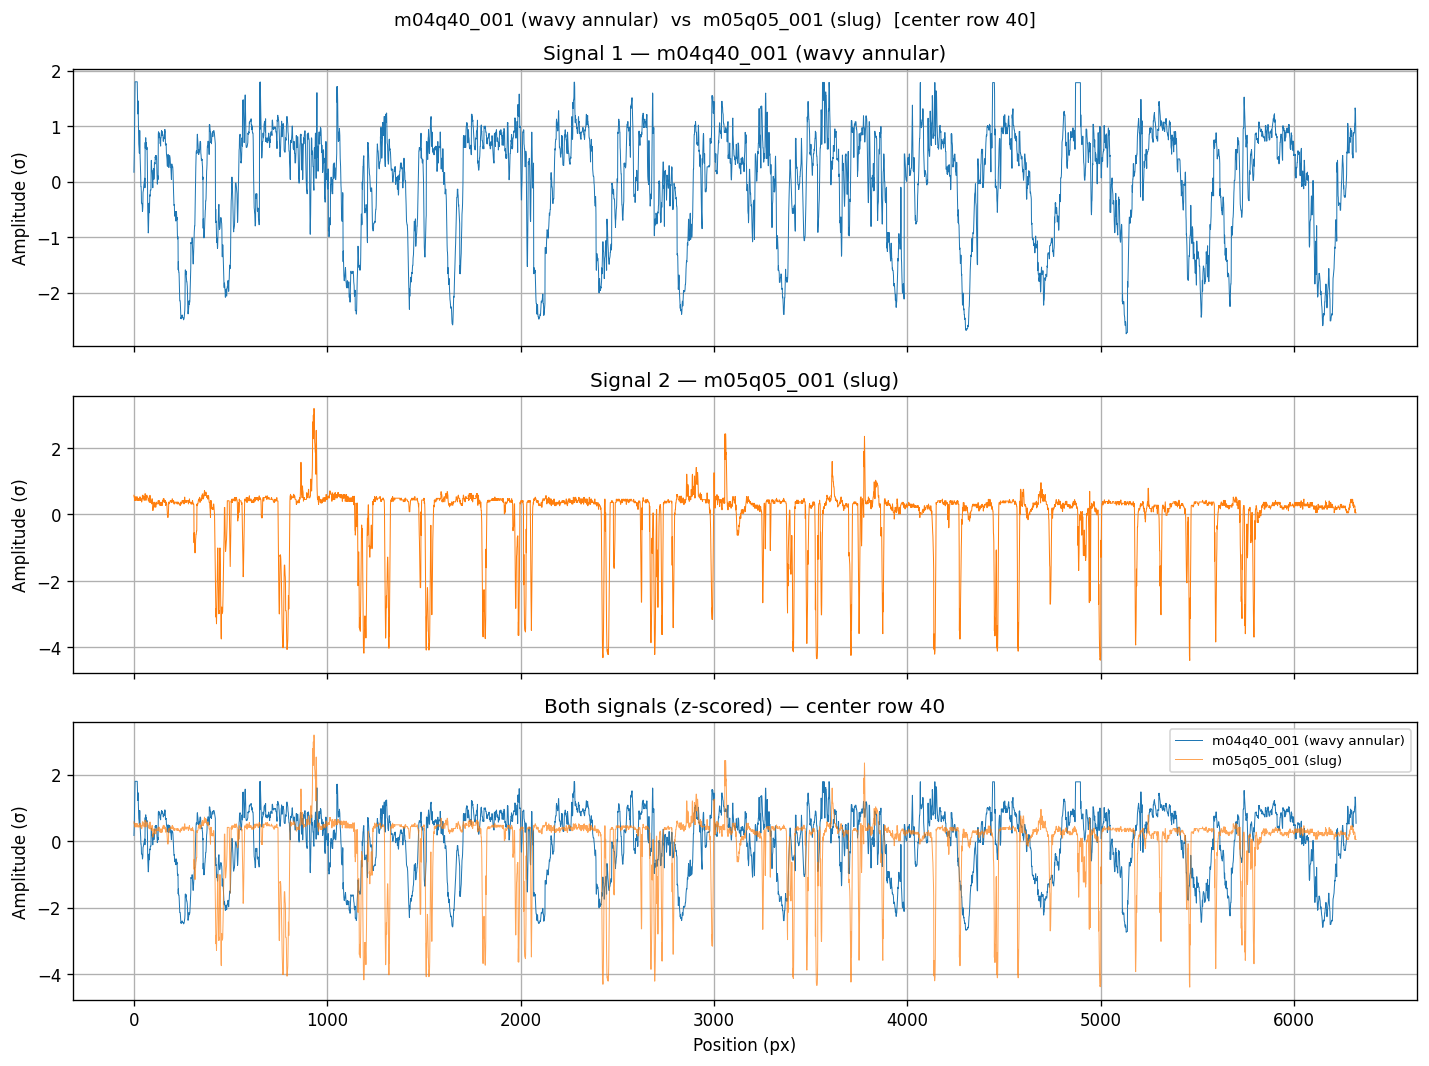 m04q40_001 (wavy annular)  vs  m05q05_001 (slug)  [center row 40]
Signal 1 — m04q40_001 (wavy annular)
2
1
0
−1
−2
Amplitude (σ)
Signal 2 — m05q05_001 (slug)
2
0
−2
−4
Amplitude (σ)
Both signals (z-scored) — center row 40
m04q40_001 (wavy annular)
m05q05_001 (slug)
2
0
−2
−4
Amplitude (σ)
0 1000 2000 3000 4000 5000 6000
Position (px)